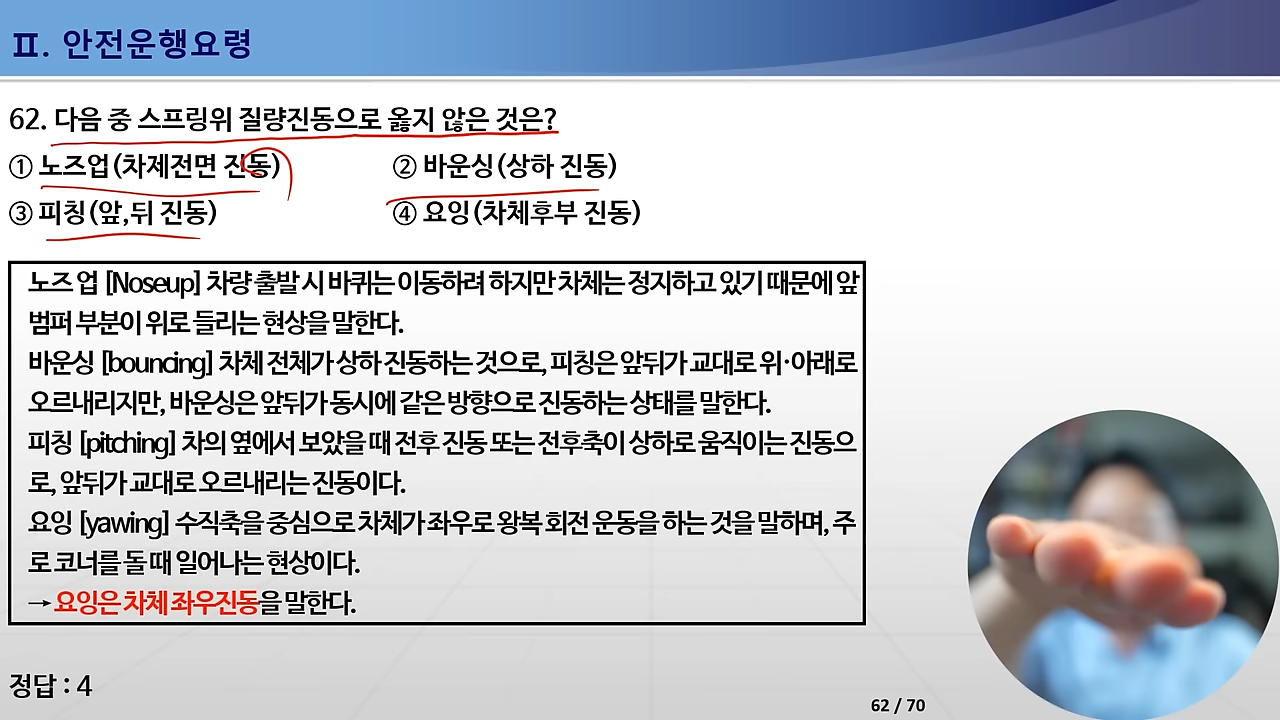 Ⅱ. 안전운행요령
62. 다음 중 스프링위 질량진동으로 옳지 않은 것은?
① 노즈업(차제전면 진동) ② 바운싱(상하 진동)
③ 피칭(앞,뒤 진동) ④ 요잉(차체후부 진동)
노즈 업 [Noseup] 차량 출발 시 바퀴는 이동하려 하지만 차체는 정지하고 있기 때문에 앞
범퍼 부분이 위로 들리는 현상을 말한다.
바운싱 [bouncing] 차체 전체가 상하 진동하는 것으로, 피칭은 앞뒤가 교대로 위·아래로
오르내리지만, 바운싱은 앞뒤가 동시에 같은 방향으로 진동하는 상태를 말한다.
피칭 [pitching] 차의 옆에서 보았을 때 전후 진동 또는 전후축이 상하로 움직이는 진동으
로, 앞뒤가 교대로 오르내리는 진동이다.
요잉 [yawing] 수직축을 중심으로 차체가 좌우로 왕복 회전 운동을 하는 것을 말하며, 주
로 코너를 돌 때 일어나는 현상이다.
→ 요잉은 차체 좌우진동을 말한다.
정답 : 4
62 / 70